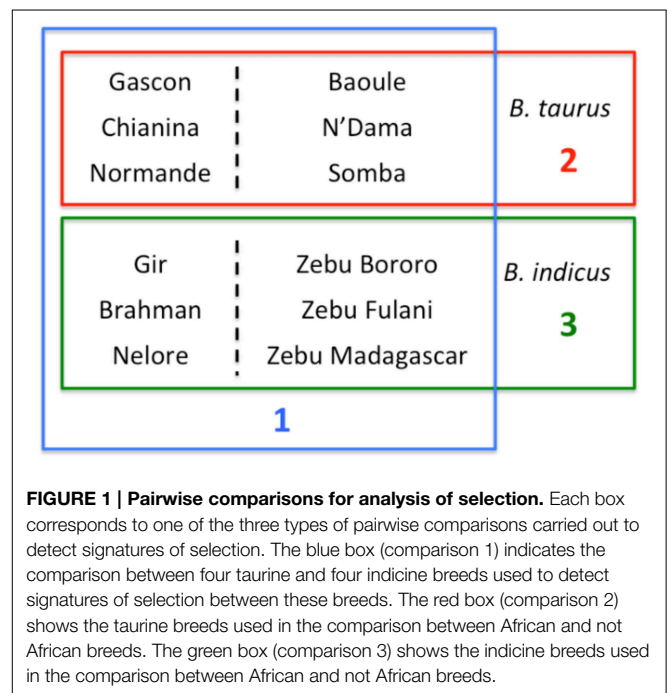 Gascon
Chianina
Normande
Baoule
N'Dama
Somba
B. taurus
2
Gir
Brahman
Nelore
Zebu Bororo
Zebu Fulani
Zebu Madagascar
B. indicus
3
1
FIGURE 1 | Pairwise comparisons for analysis of selection. Each box
corresponds to one of the three types of pairwise comparisons carried out to
detect signatures of selection. The blue box (comparison 1) indicates the
comparison between four taurine and four indicine breeds used to detect
signatures of selection between these breeds. The red box (comparison 2)
shows the taurine breeds used in the comparison between African and not
African breeds. The green box (comparison 3) shows the indicine breeds used
in the comparison between African and not African breeds.